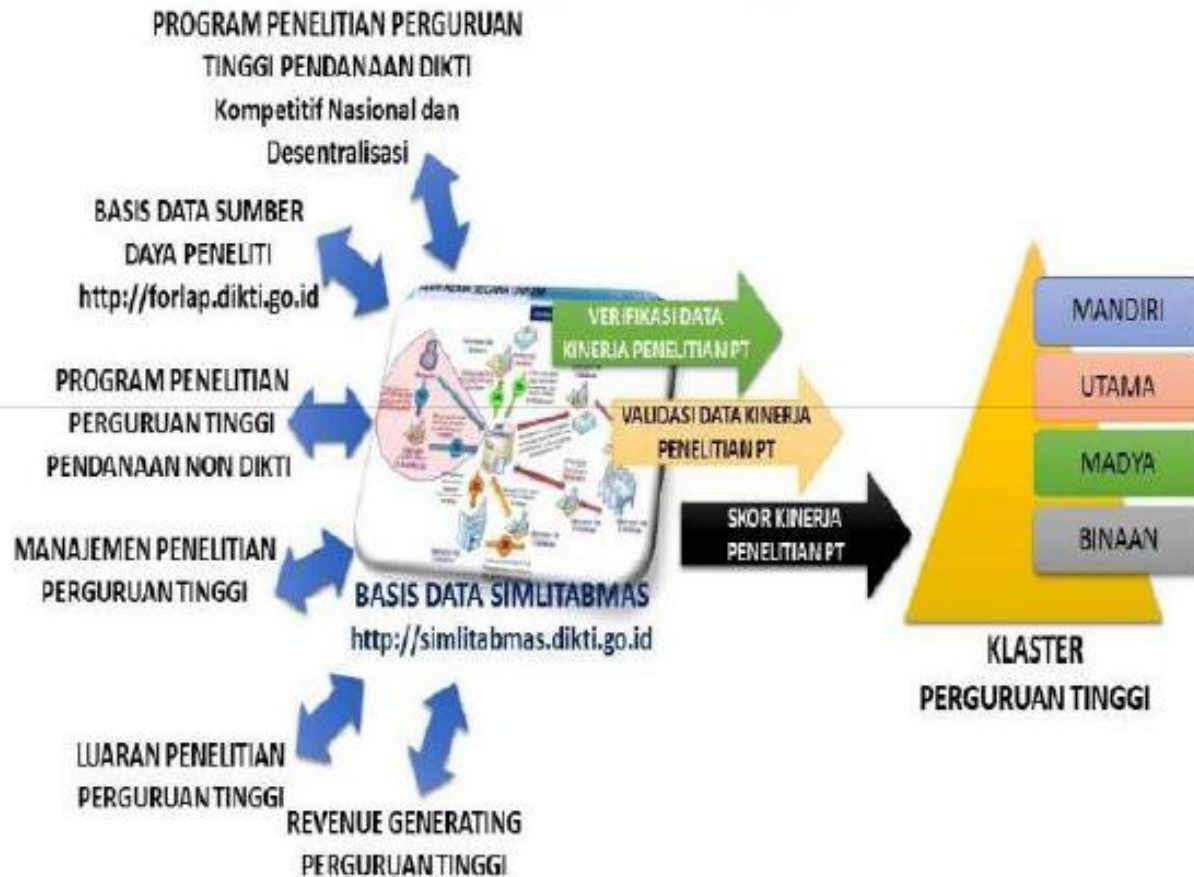 PROGRAM PENELITIAN PERGURUAN
TINGGI PENDANAAN DIKTI
Kompetitif Nasional dan
Desentralisasi
BASIS DATA SUMBER
DAYA PENELITI
http://forlap.dikti.go.id
PROGRAM PENELITIAN
PERGURUAN TINGGI
PENDANAAN NON DIKTI
MANAJEMEN PENELITIAN
PERGURUAN TINGGI
LUARAN PENELITIAN
PERGURUAN TINGGI
REVENUE GENERATING
PERGURUAN TINGGI
BASIS DATA SIMLITABMAS
http://simlitabmas.dikti.go.id
VERIFIKASI DATA
KINERJA PENELITIAN PT
VALIDASI DATA KINERJA
PENELITIAN PT
SKOR KINERJA
PENELITIAN PT
MANDIRI
UTAMA
MADYA
BINAAN
KLASTER
PERGURUAN TINGGI